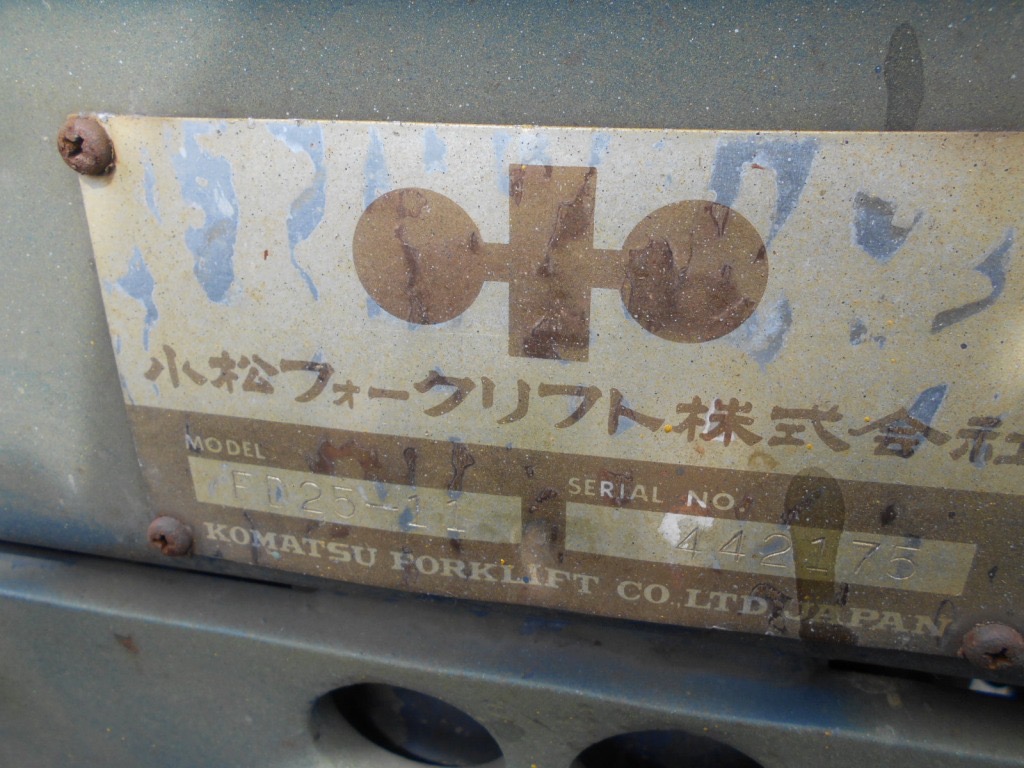 小松フォークリフト株式会社
MODEL
FD25-11
SERIAL NO.
442175
KOMATSU FORKLIFT CO.,LTD. JAPAN